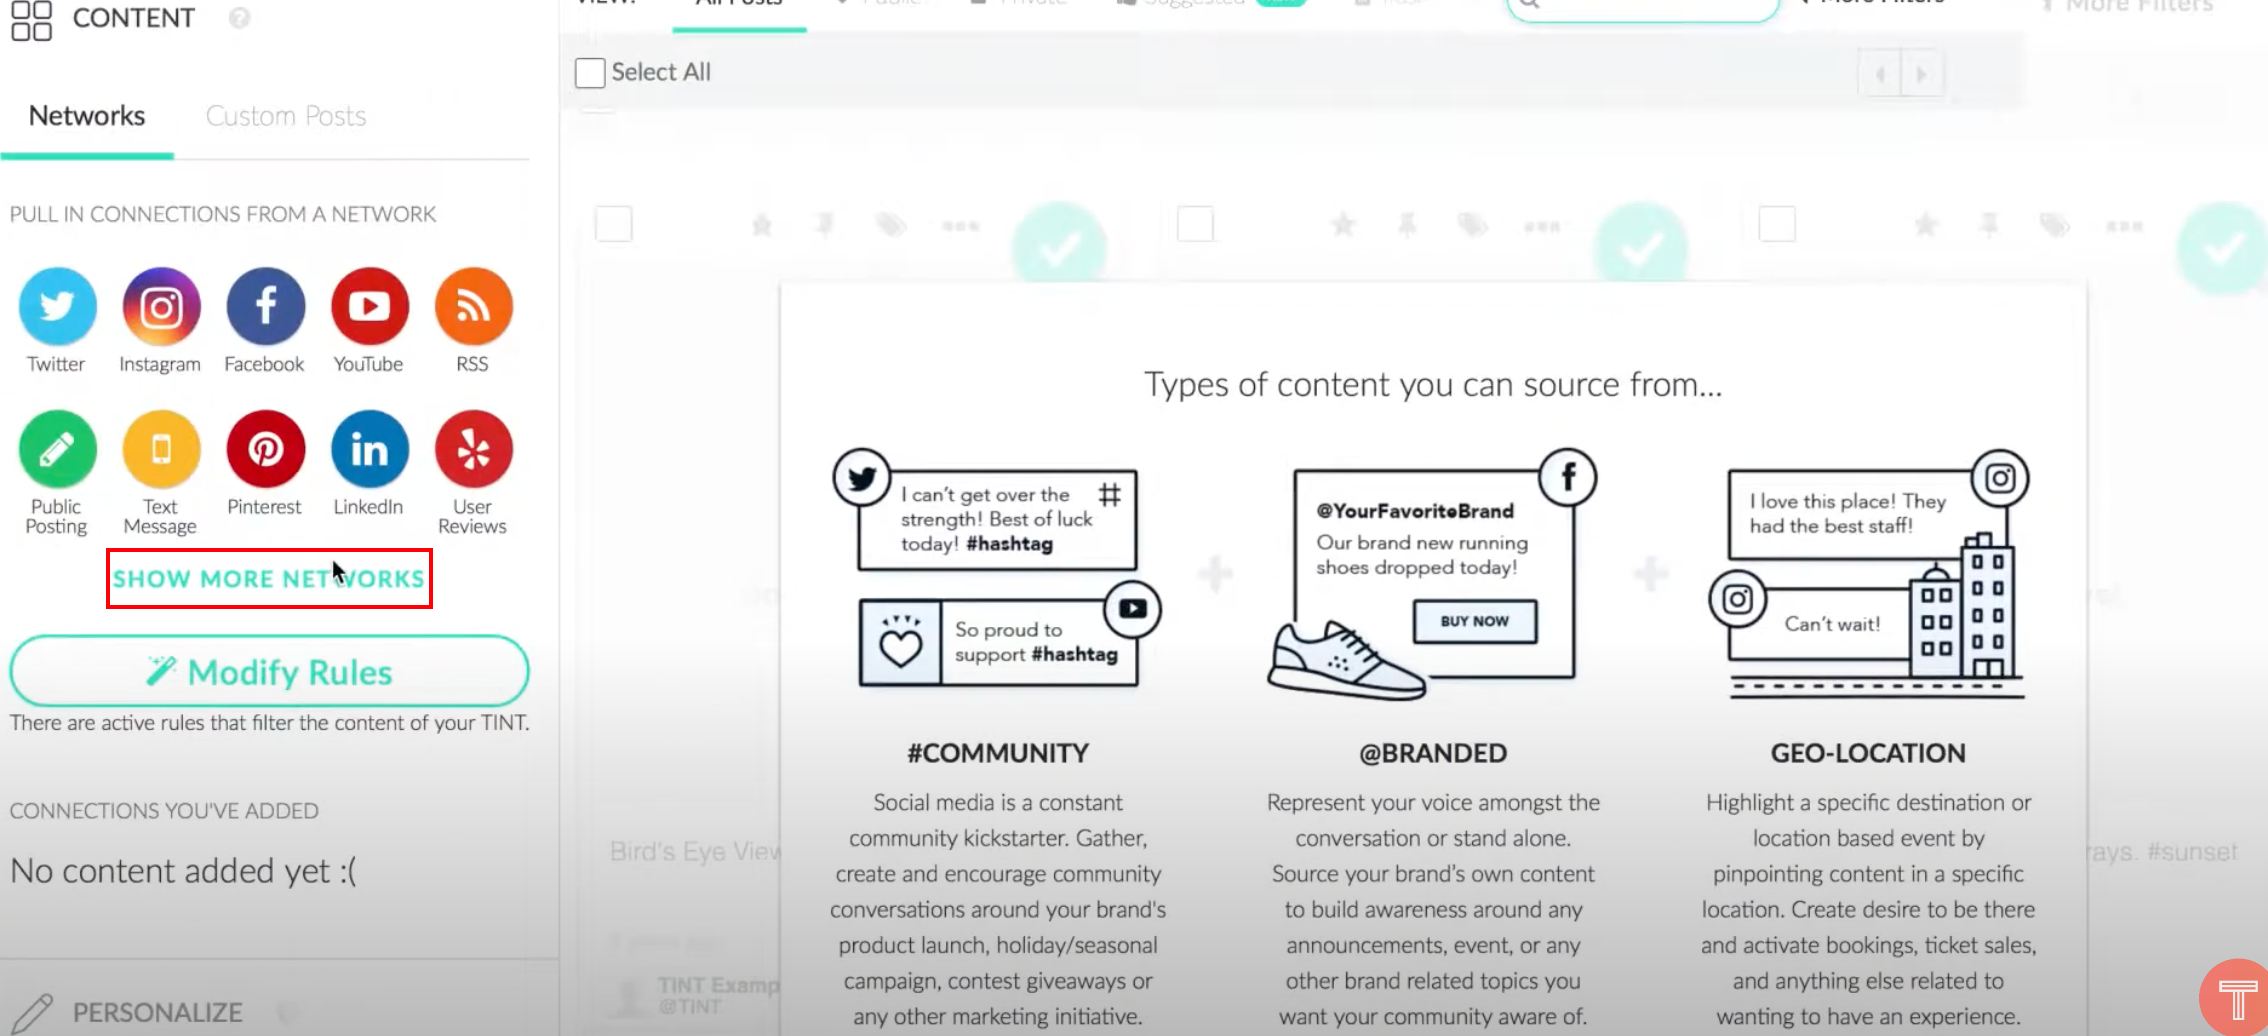 CONTENT
?
VIEW:
All Posts
Public
Private
Suggested
More Filters
More Filters
Select All
Networks
Custom Posts
PULL IN CONNECTIONS FROM A NETWORK
Twitter
Instagram
Facebook
YouTube
RSS
Public
Posting
Text
Message
Pinterest
in
LinkedIn
User
Reviews
SHOW MORE NETWORKS
Modify Rules
There are active rules that filter the content of your TINT.
CONNECTIONS YOU'VE ADDED
No content added yet :(
PERSONALIZE
Types of content you can source from...
I can't get over the
strength! Best of luck
today! #hashtag
#
So proud to
support #hashtag
#COMMUNITY
Social media is a constant
community kickstarter. Gather,
create and encourage community
conversations around your brand's
product launch, holiday/seasonal
campaign, contest giveaways or
any other marketing initiative.
@YourFavoriteBrand
Our brand new running
shoes dropped today!
BUY NOW
@BRANDED
Represent your voice amongst the
conversation or stand alone.
Source your brand's own content
to build awareness around any
announcements, event, or any
other brand related topics you
want your community aware of.
I love this place! They
had the best staff!
Can't wait!
GEO-LOCATION
Highlight a specific destination or
location based event by
pinpointing content in a specific
location. Create desire to be there
and activate bookings, ticket sales,
and anything else related to
wanting to have an experience.
Bird's Eye View
rays. #sunset
TINT Examp
@TINT